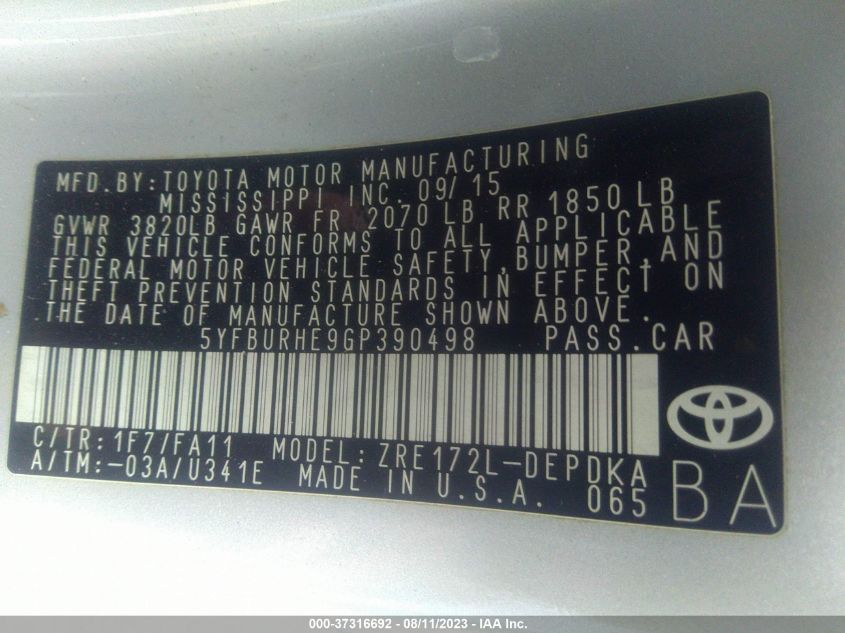 MFD.BY:TOYOTA MOTOR MANUFACTURING
MISSISSIPPI INC. 09/15
GVWR 3820LB GAWR FR 2070LB RR 1850LB
THIS VEHICLE CONFORMS TO ALL APPLICABLE
FEDERAL MOTOR VEHICLE SAFETY,BUMPER,AND
THEFT PREVENTION STANDARDS IN EFFECT ON
THE DATE OF MANUFACTURE SHOWN ABOVE.
5YFBURHE9GP390498 PASS.CAR
C/TR:1F7/FA11 MODEL:ZRE172L-DEPDKA
A/TM:-03A/U341E MADE IN U.S.A. 065
BA
000-37316692 - 08/11/2023 - IAA Inc.